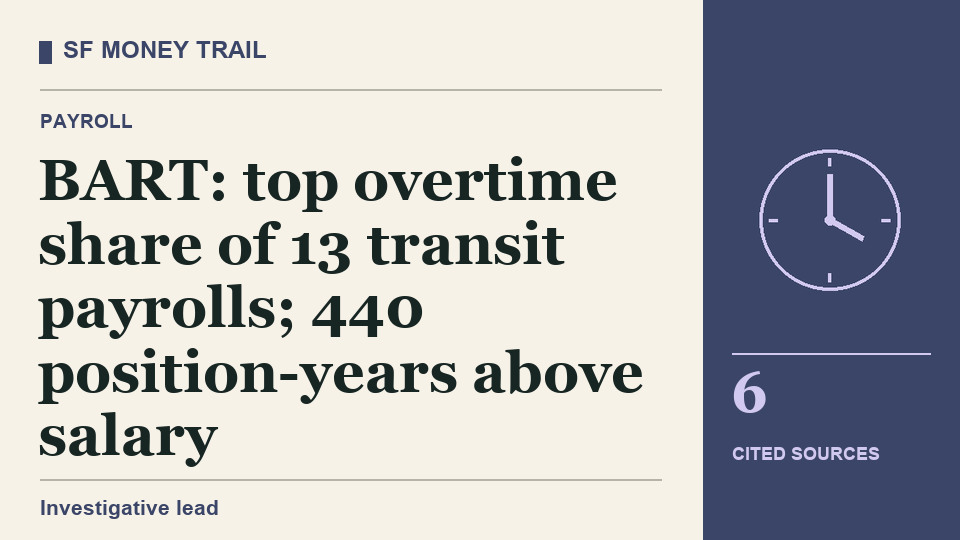 SF MONEY TRAIL
PAYROLL
BART: top overtime
share of 13 transit
payrolls; 440
position-years above
salary
Investigative lead
6
CITED SOURCES